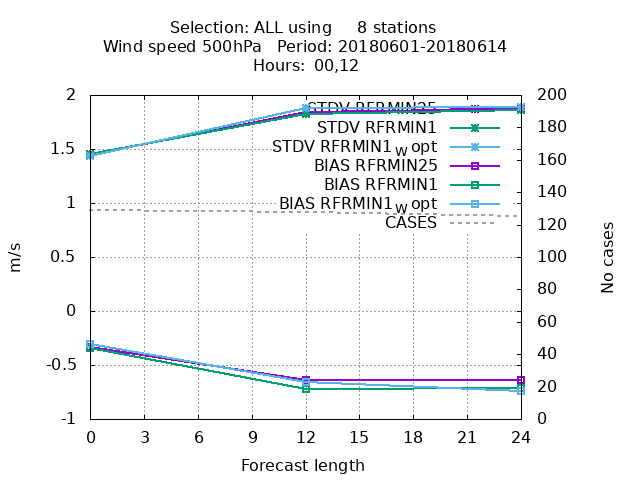 Selection: ALL using 8 stations
Wind speed 500hPa Period: 20180601-20180614
Hours: 00,12
2 200
STDV RFRMIN25
180
STDV RFRMIN1
STDV RFRMIN1w opt
1.5 160
BIAS RFRMIN25
BIAS RFRMIN1
140
1 BIAS RFRMIN1w opt
CASES 120
m/s
No cases
0.5 100
80
0
60
-0.5 40
20
-1 0
0 3 6 9 12 15 18 21 24
Forecast length